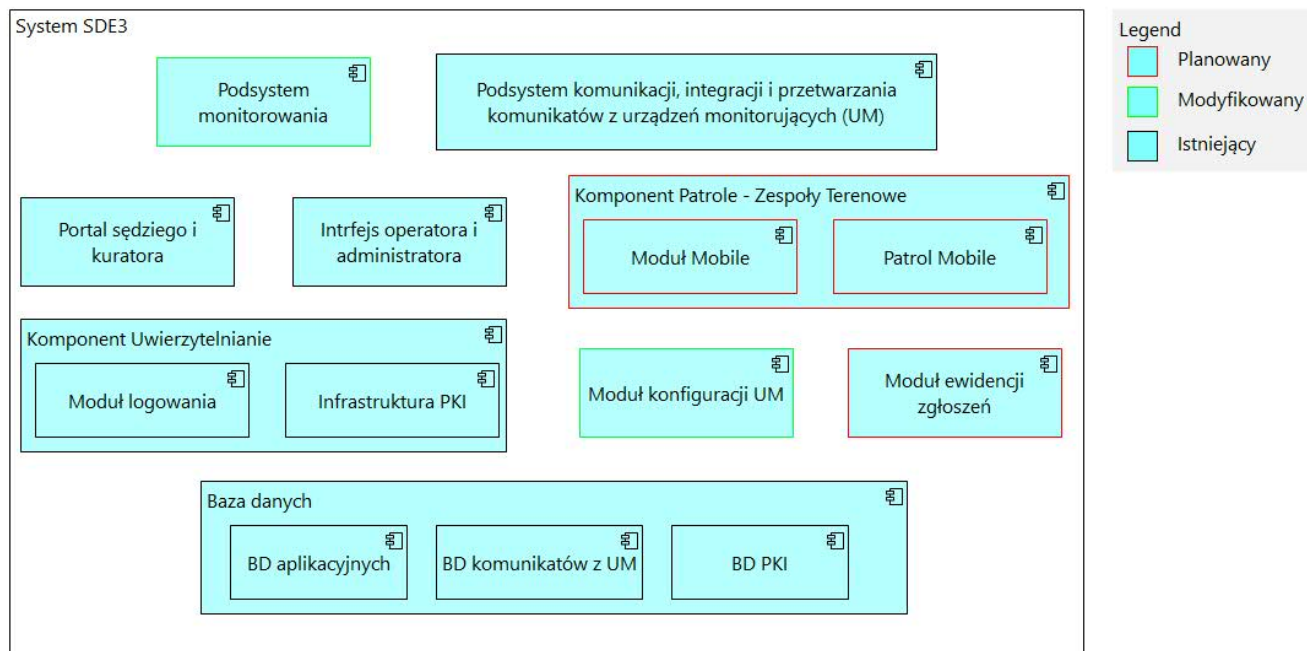 System SDE3
Podsystem
monitorowania
Podsystem komunikacji, integracji i przetwarzania
komunikatów z urządzeń monitorujących (UM)
Portal sędziego i
kuratora
Intrfejs operatora i
administratora
Komponent Patrole - Zespoły Terenowe
Moduł Mobile
Patrol Mobile
Komponent Uwierzytelnianie
Moduł logowania
Infrastruktura PKI
Moduł konfiguracji UM
Moduł ewidencji
zgłoszeń
Baza danych
BD aplikacyjnych
BD komunikatów z UM
BD PKI
Legend
Planowany
Modyfikowany
Istniejący